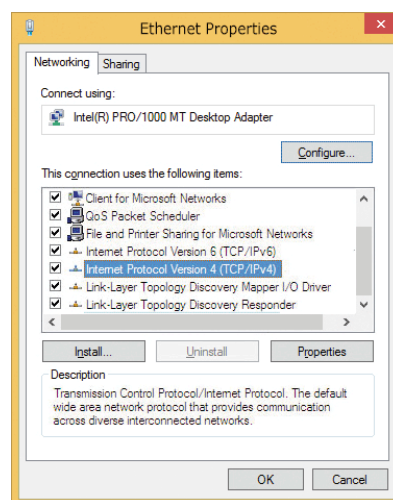 Ethernet Properties
Networking
Sharing
Connect using:
Intel(R) PRO/1000 MT Desktop Adapter
Configure...
This connection uses the following items:
Client for Microsoft Networks
QoS Packet Scheduler
File and Printer Sharing for Microsoft Networks
Internet Protocol Version 6 (TCP/IPv6)
Internet Protocol Version 4 (TCP/IPv4)
Link-Layer Topology Discovery Mapper I/O Driver
Link-Layer Topology Discovery Responder
Install...
Uninstall
Properties
Description
Transmission Control Protocol/Internet Protocol. The default
wide area network protocol that provides communication
across diverse interconnected networks.
OK
Cancel